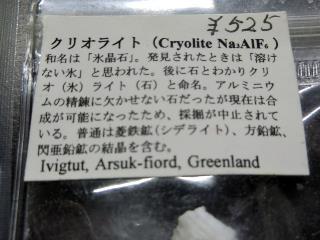 ¥525
クリオライト（Cryolite Na₃AlF₆）
和名は「氷晶石」。発見されたときは「溶け
ない氷」と思われた。後に石とわかりクリ
オ（氷）ライト（石）と命名。アルミニウ
ムの精錬に欠かせない石だったが現在は合
成が可能になったため、採掘が中止されて
いる。普通は菱鉄鉱（シデライト）、方鉛鉱、
閃亜鉛鉱の結晶を含む。
Ivigtut, Arsuk-fiord, Greenland